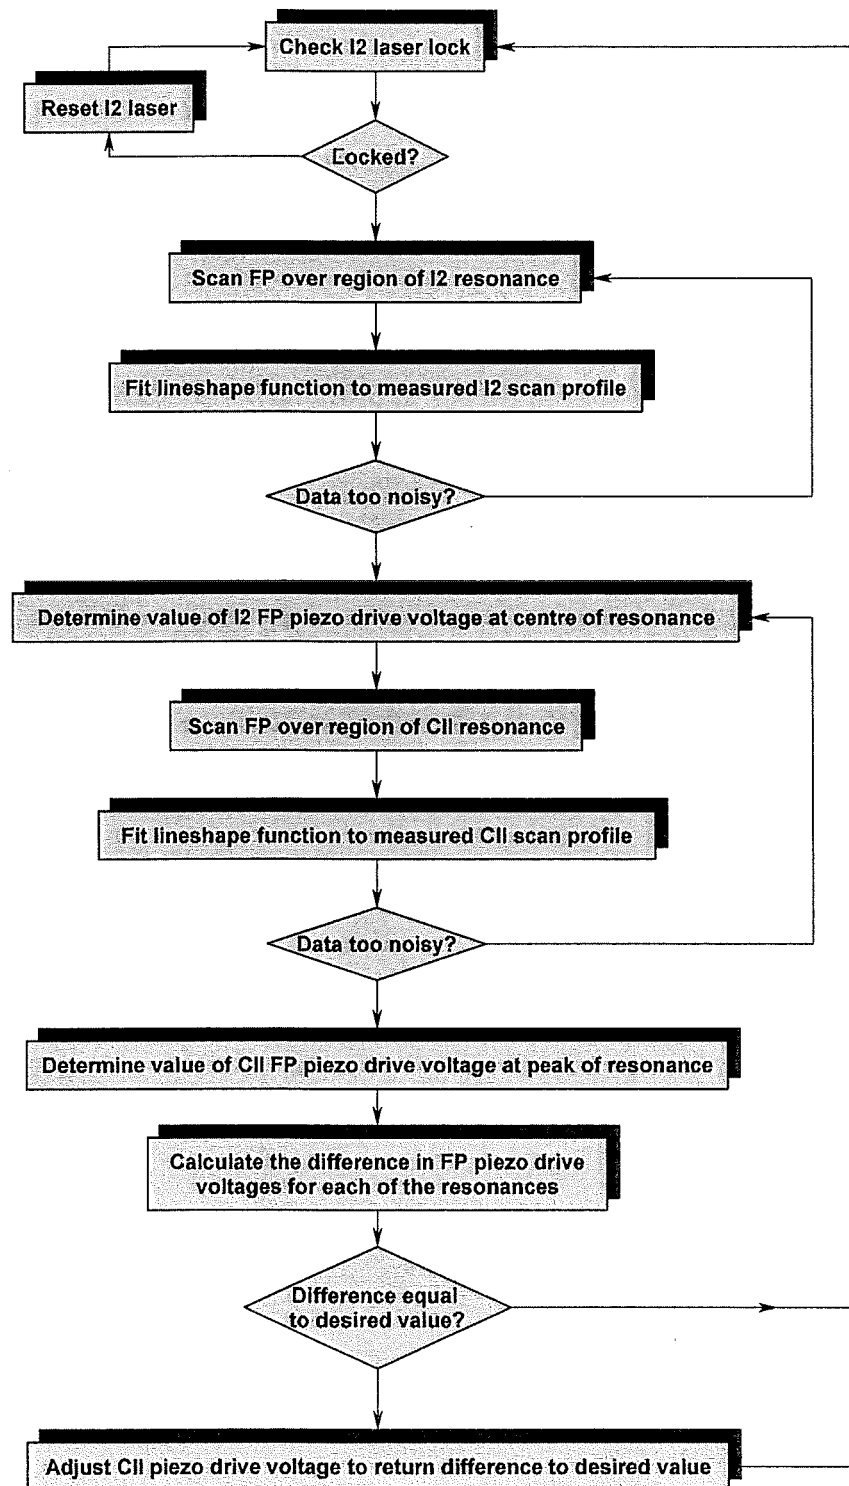 Check I2 laser lock
Reset I2 laser
Locked?
Scan FP over region of I2 resonance
Fit lineshape function to measured I2 scan profile
Data too noisy?
Determine value of I2 FP piezo drive voltage at centre of resonance
Scan FP over region of CII resonance
Fit lineshape function to measured CII scan profile
Data too noisy?
Determine value of CII FP piezo drive voltage at peak of resonance
Calculate the difference in FP piezo drive
voltages for each of the resonances
Difference equal
to desired value?
Adjust CII piezo drive voltage to return difference to desired value